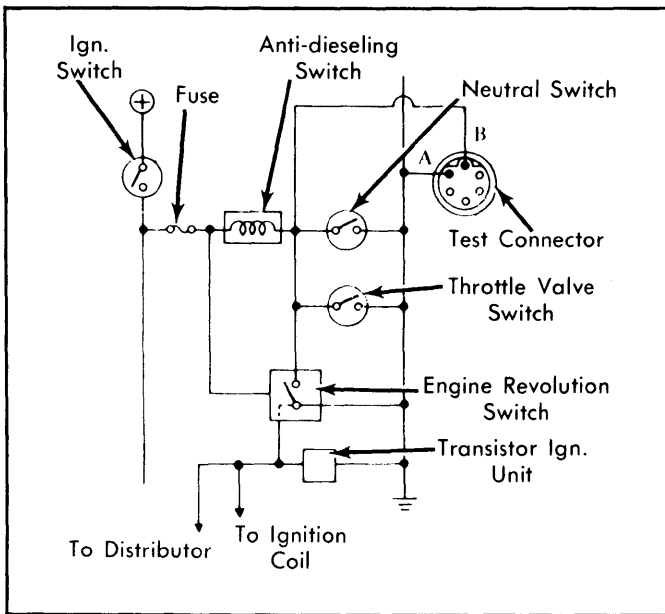 Ign.
Switch
Fuse
Anti-dieseling
Switch
Neutral Switch
B
A
Test Connector
Throttle Valve
Switch
Engine Revolution
Switch
Transistor Ign.
Unit
To Distributor
To Ignition
Coil